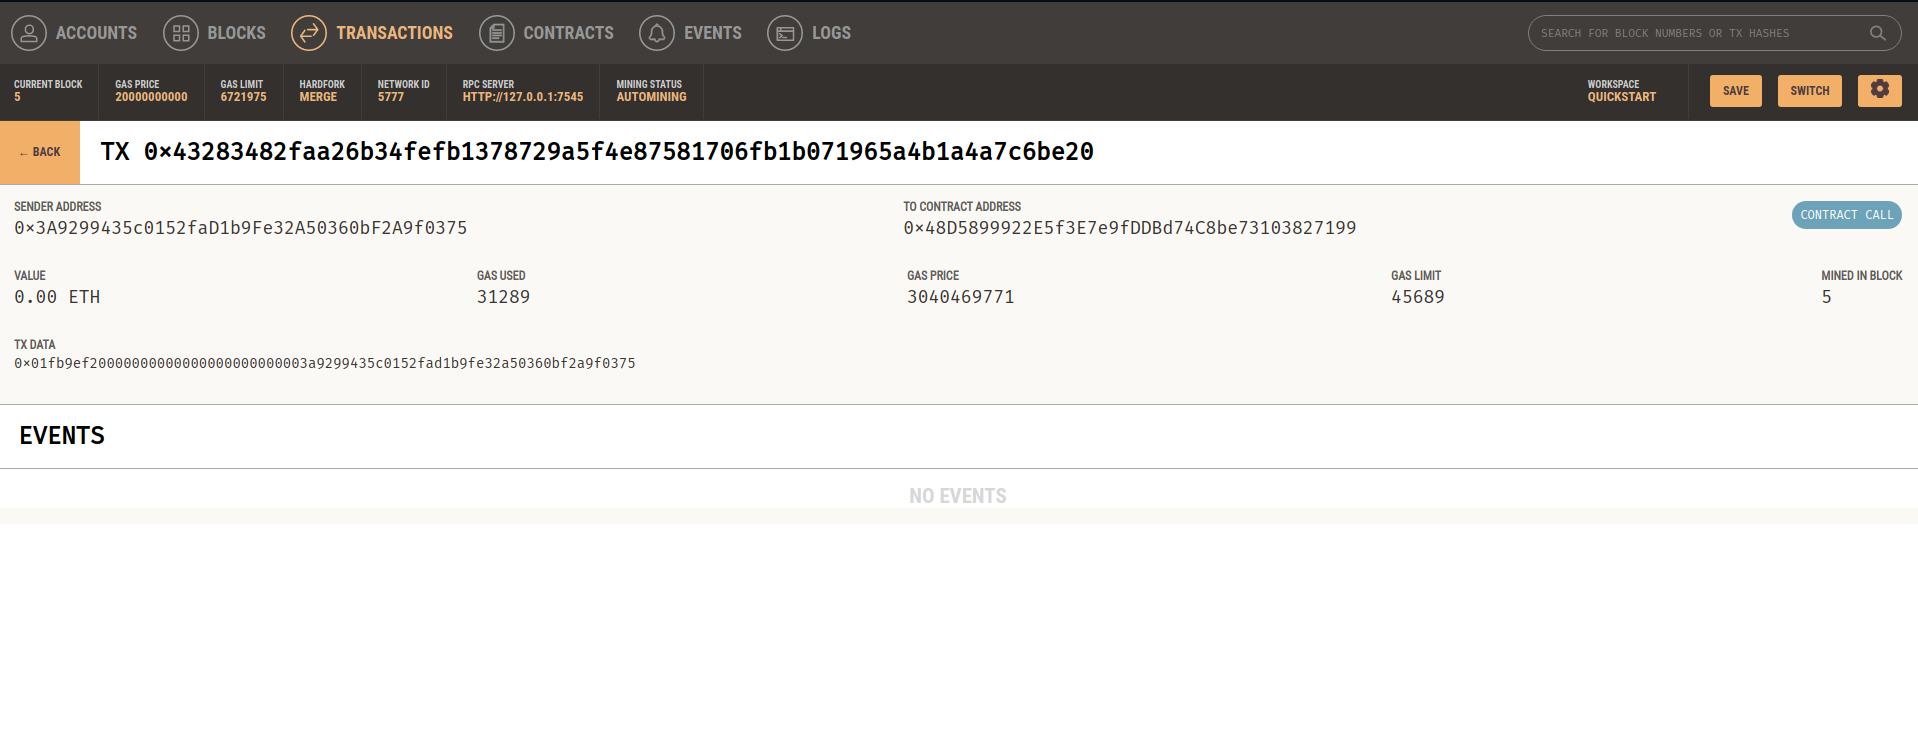 ACCOUNTS BLOCKS TRANSACTIONS CONTRACTS EVENTS LOGS SEARCH FOR BLOCK NUMBERS OR TX HASHES
CURRENT BLOCK GAS PRICE GAS LIMIT HARDFORK NETWORK ID RPC SERVER MINING STATUS WORKSPACE
5 20000000000 6721975 MERGE 5777 HTTP://127.0.0.1:7545 AUTOMINING QUICKSTART SAVE SWITCH
← BACK TX 0×43283482faa26b34fefb1378729a5f4e87581706fb1b071965a4b1a4a7c6be20
SENDER ADDRESS TO CONTRACT ADDRESS
0×3A9299435c0152faD1b9Fe32A50360bF2A9f0375 0×48D5899922E5f3E7e9fDDBd74C8be73103827199 CONTRACT CALL
VALUE GAS USED GAS PRICE GAS LIMIT MINED IN BLOCK
0.00 ETH 31289 3040469771 45689 5
TX DATA
0×01fb9ef20000000000000000000000003a9299435c0152fad1b9fe32a50360bf2a9f0375
EVENTS
NO EVENTS